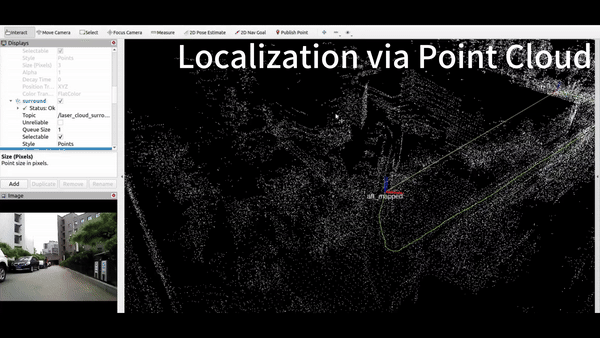 Interact Move Camera Select Focus Camera Measure 2D Pose Estimate 2D Nav Goal Publish Point
Displays
Localization via Point Cloud
Selectable
Style Points
Size (Pixels) 3
Alpha 1
Decay Time 0
Position Tr... XYZ
Color Tran... FlatColor
surround
Status: Ok
Topic /laser_cloud_surro...
Unreliable
Queue Size 1
Selectable
Style Points
Size (Pixels)
Point size in pixels.
Add Duplicate Remove Rename
Image
aft_mapped